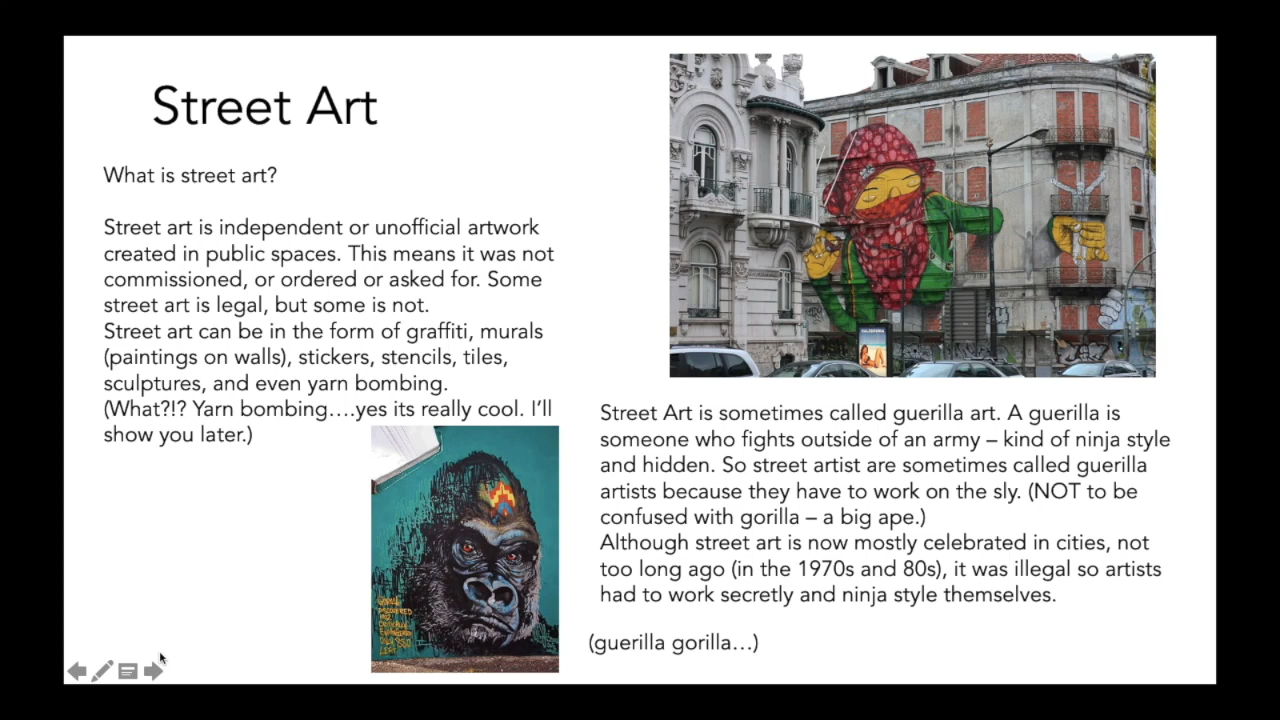 Street Art
What is street art?
Street art is independent or unofficial artwork
created in public spaces. This means it was not
commissioned, or ordered or asked for. Some
street art is legal, but some is not.
Street art can be in the form of graffiti, murals
(paintings on walls), stickers, stencils, tiles,
sculptures, and even yarn bombing.
(What?!? Yarn bombing….yes its really cool. I’ll
show you later.)
Street Art is sometimes called guerilla art. A guerilla is
someone who fights outside of an army – kind of ninja style
and hidden. So street artist are sometimes called guerilla
artists because they have to work on the sly. (NOT to be
confused with gorilla – a big ape.)
Although street art is now mostly celebrated in cities, not
too long ago (in the 1970s and 80s), it was illegal so artists
had to work secretly and ninja style themselves.
(guerilla gorilla…)